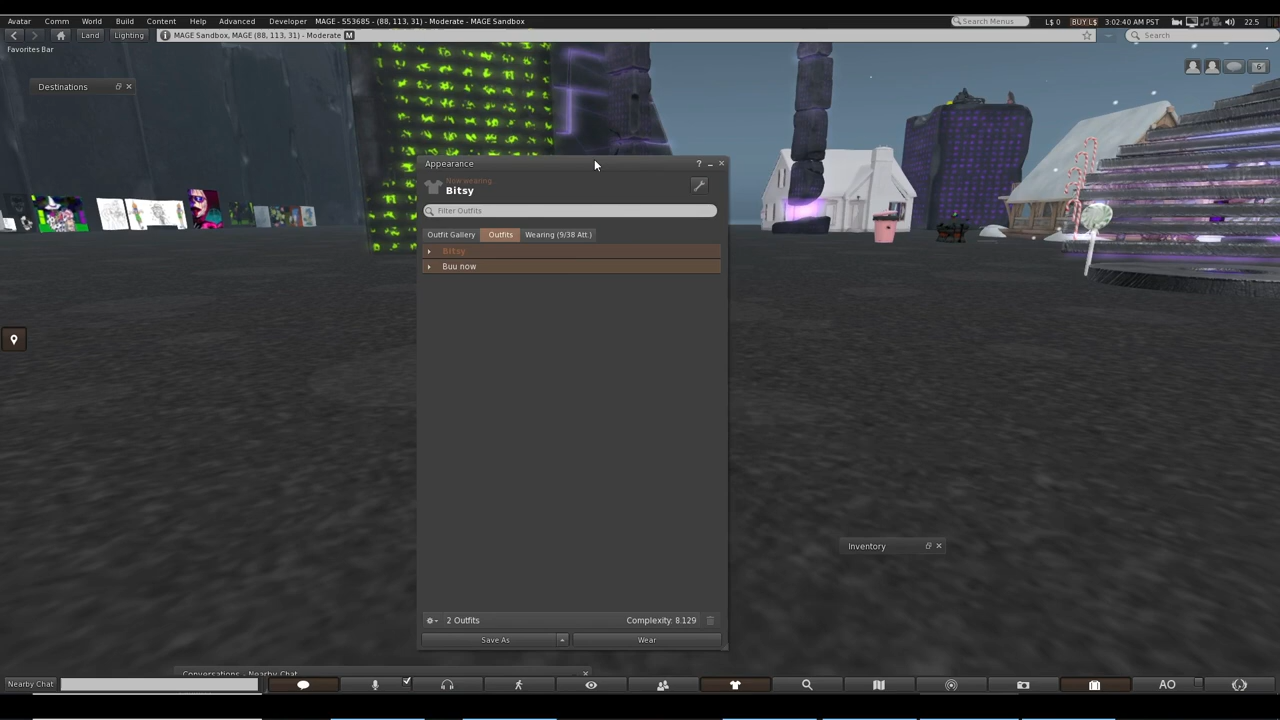 Avatar Comm World Build Content Help Advanced Developer MAGE - 553685 - (88, 113, 31) - Moderate - MAGE Sandbox Search Menus L$ 0 BUY L$ 3:02:40 AM PST 22.5
Land Lighting MAGE Sandbox, MAGE (88, 113, 31) - Moderate M Search
Favorites Bar
Destinations
Appearance ?
Now wearing
Bitsy
Filter Outfits
Outfit Gallery Outfits Wearing (9/38 Att.)
Bitsy
Buu now
Inventory
2 Outfits Complexity: 8.129
Save As Wear
Conversations - Nearby Chat
Nearby Chat AO